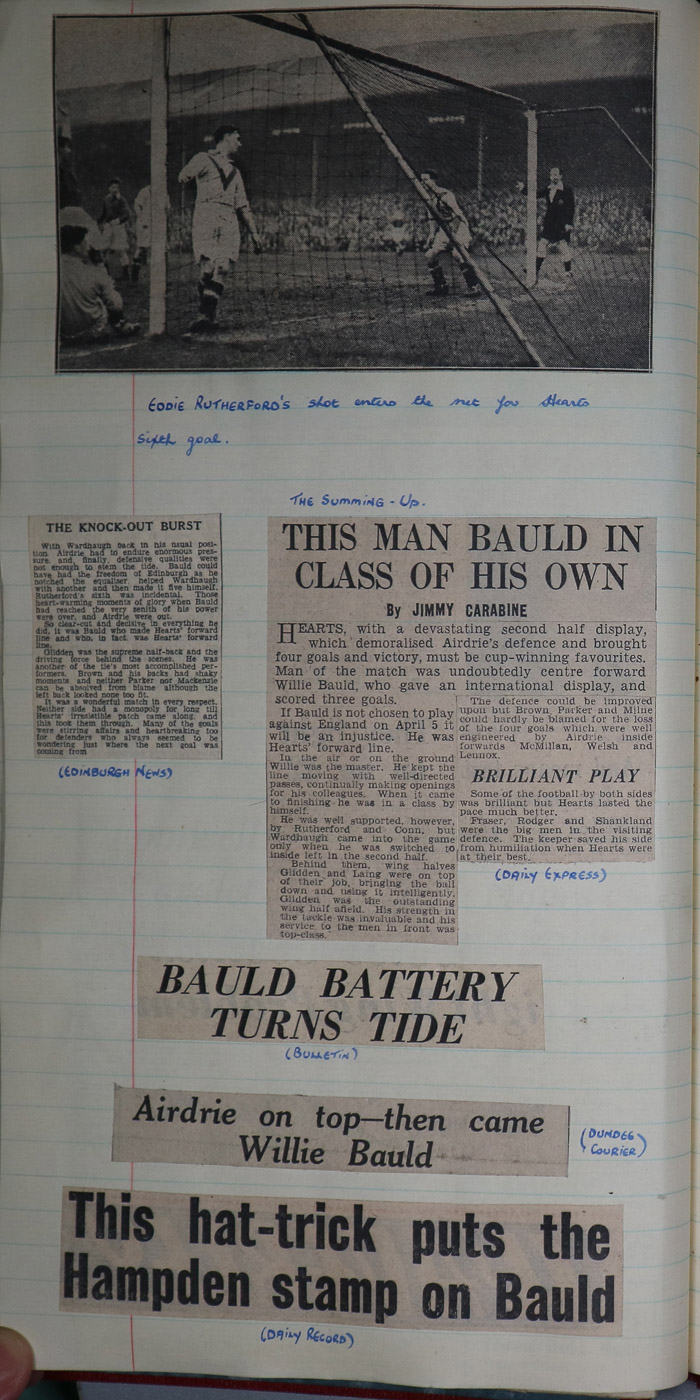 EDDIE RUTHERFORD'S shot enters the net for Hearts
sixth goal.
THE KNOCK-OUT BURST
With Wardhaugh back in his usual posi-
tion Airdrie had to endure enormous pres-
sure, and, finally, defensive qualities were
not enough to stem the tide. Bauld could
have had the freedom of Edinburgh as he
notched the equaliser, helped Wardhaugh
with another and then made it five himself.
Rutherford's sixth was incidental. Those
heart-warming moments of glory when Bauld
had reached the very zenith of his power
were over, and Airdrie were out.
So clear-cut and decisive in everything he
did, it was Bauld who made Hearts' forward
line and who, in fact, was Hearts' forward
line.
Glidden was the supreme half-back and the
driving force behind the scenes. He was
another of the tie's most accomplished per-
formers. Brown and his backs had shaky
moments and neither Parker nor Mackenzie
can be absolved from blame although the
left back looked none too fit.
It was a wonderful match in every respect.
Neither side had a monopoly for long till
Hearts' irresistible patch came along, and
this took them through. Many of the goals
were stirring affairs and heartbreaking too
for defenders who always seemed to be
wondering just where the next goal was
coming from
(EDINBURGH NEWS)
THE SUMMING-UP.
THIS MAN BAULD IN
CLASS OF HIS OWN
By JIMMY CARABINE
HEARTS, with a devastating second half display,
which demoralised Airdrie's defence and brought
four goals and victory, must be cup-winning favourites.
Man of the match was undoubtedly centre forward
Willie Bauld, who gave an international display, and
scored three goals.
If Bauld is not chosen to play
against England on April 5 it
will be an injustice. He was
Hearts' forward line.
In the air or on the ground
Willie was the master. He kept the
line moving with well-directed
passes, continually making openings
for his colleagues. When it came
to finishing he was in a class by
himself.
He was well supported, however,
by Rutherford and Conn, but
Wardhaugh came into the game
only when he was switched to
inside left in the second half.
Behind them, wing halves
Glidden and Laing were on top
of their job, bringing the ball
down and using it intelligently.
Glidden was the outstanding
wing half afield. His strength in
the tackle was invaluable and his
service to the men in front was
top-class.
The defence could be improved
upon but Brown, Parker and Milne
could hardly be blamed for the loss
of the four goals which were well
engineered by Airdrie inside
forwards McMillan, Welsh and
Lennox.
BRILLIANT PLAY
Some of the football by both sides
was brilliant but Hearts lasted the
pace much better.
Fraser, Rodger and Shankland
were the big men in the visiting
defence. The keeper saved his side
from humiliation when Hearts were
at their best.
(DAILY EXPRESS)
BAULD BATTERY
TURNS TIDE
(BULLETIN)
Airdrie on top—then came
Willie Bauld
(DUNDEE
COURIER)
This hat-trick puts the
Hampden stamp on Bauld
(DAILY RECORD)